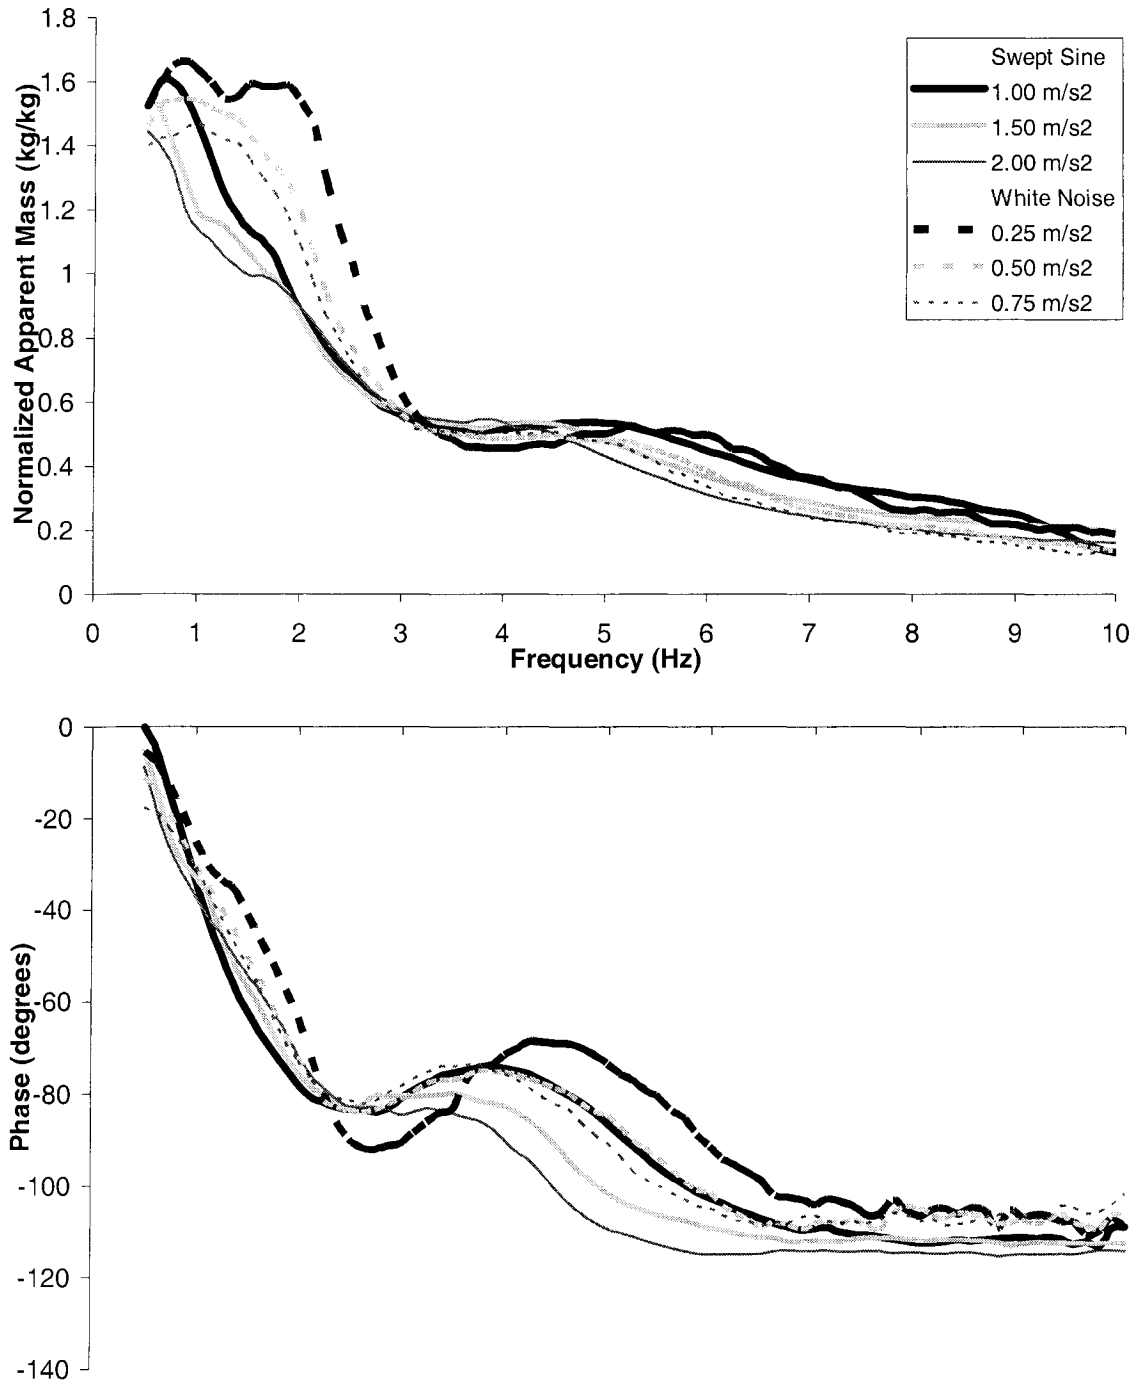 1.8
1.6
1.4
1.2
1
0.8
0.6
0.4
0.2
0
Normalized Apparent Mass (kg/kg)
Swept Sine
1.00 m/s2
1.50 m/s2
2.00 m/s2
White Noise
0.25 m/s2
0.50 m/s2
0.75 m/s2
0 1 2 3 4 5 6 7 8 9 10
Frequency (Hz)
0
-20
-40
-60
-80
-100
-120
-140
Phase (degrees)